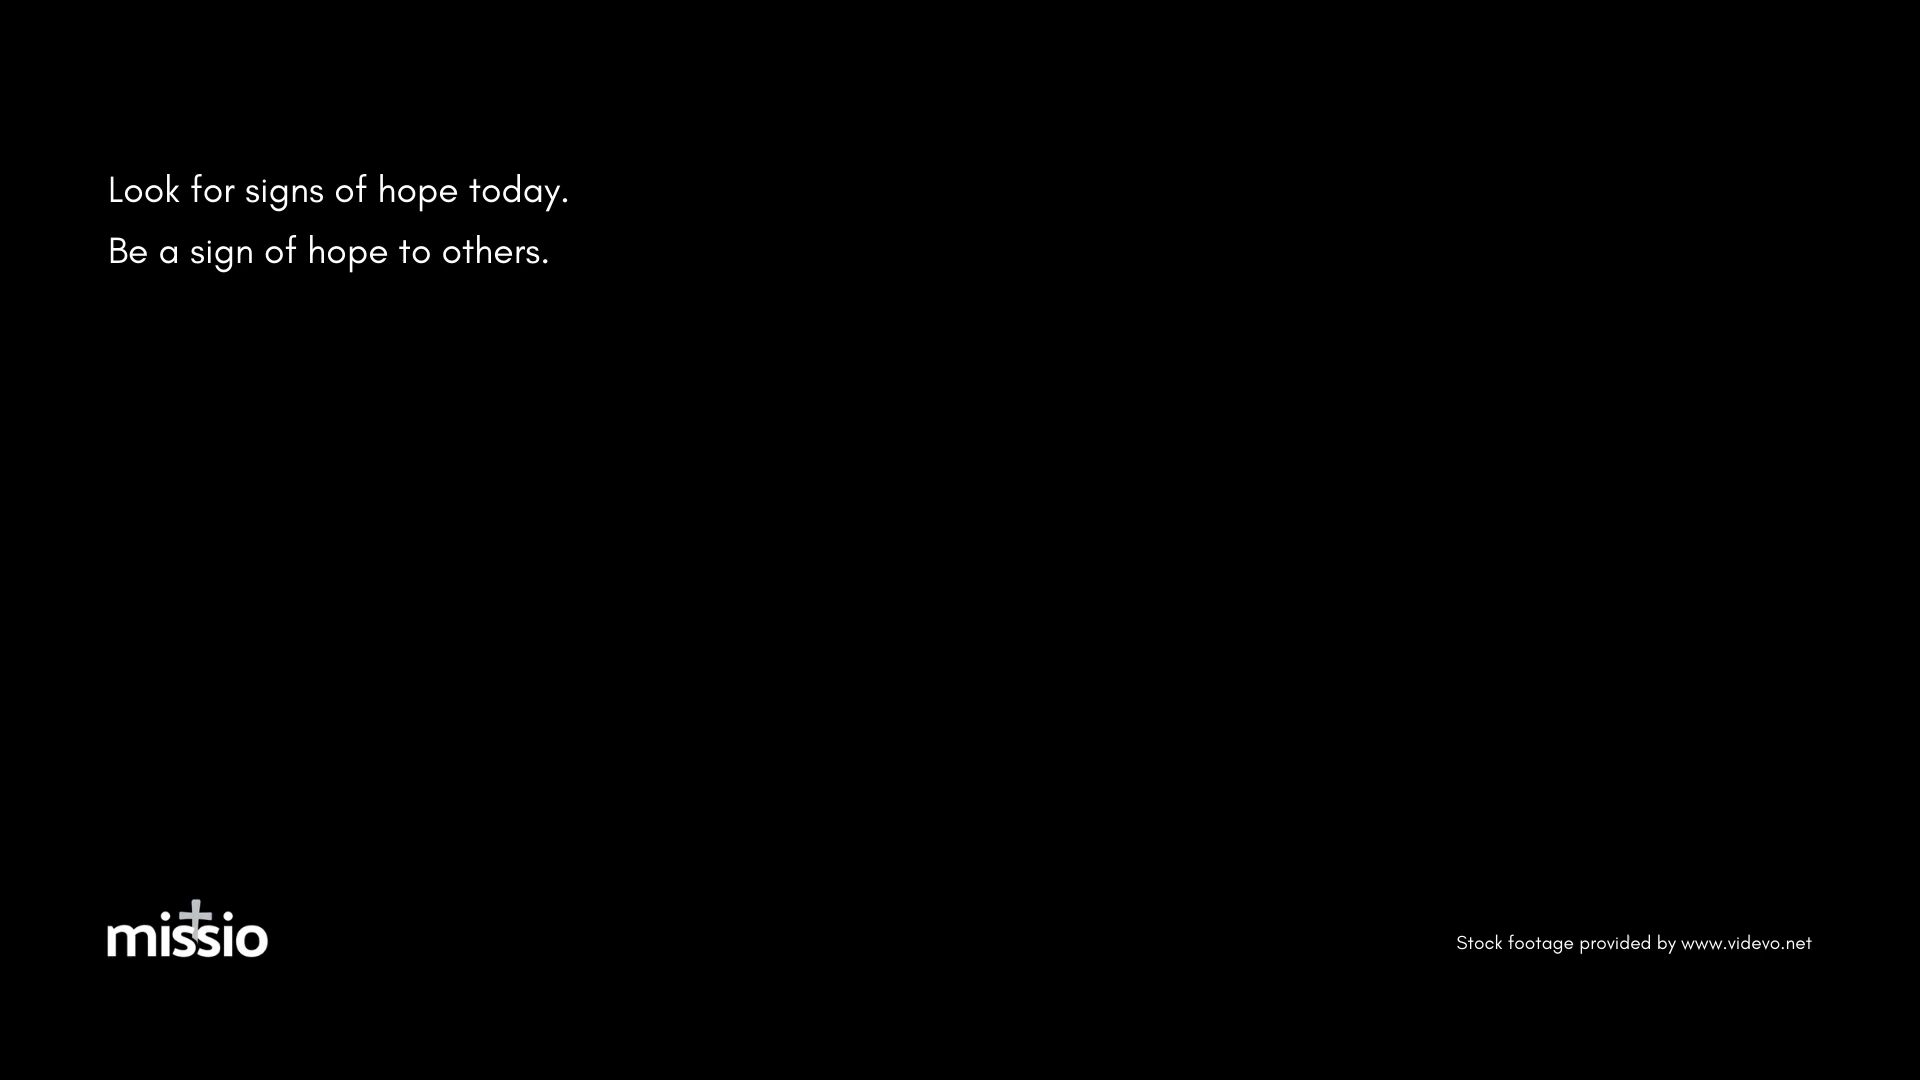 Look for signs of hope today.
Be a sign of hope to others.
missio
Stock footage provided by www.videvo.net